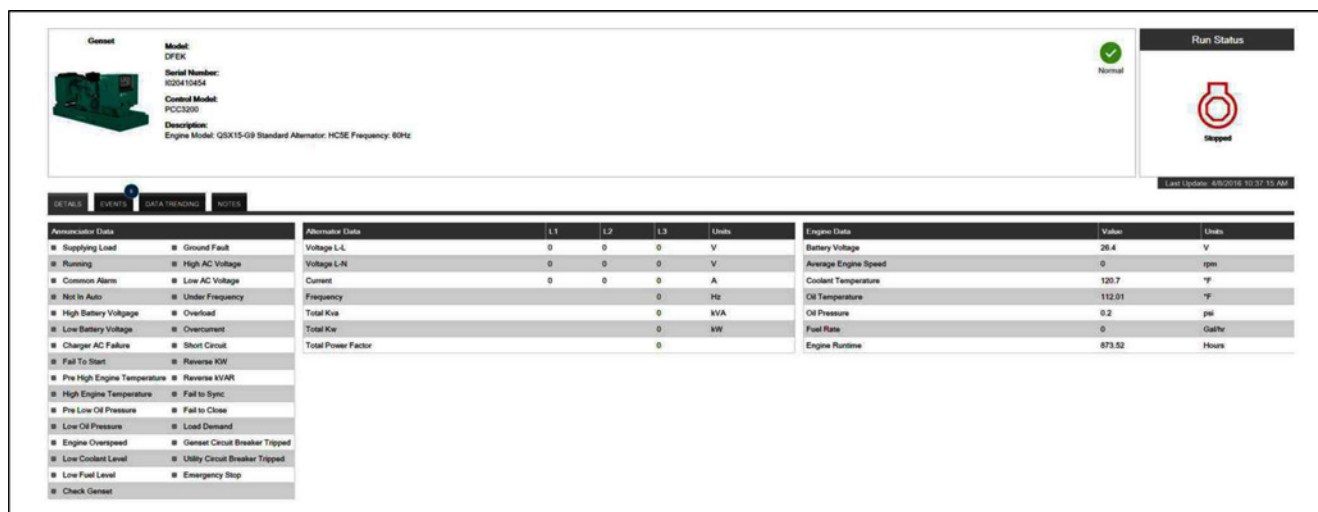 Genset
Model:
DFEK
Serial Number:
I020410454
Control Model:
PCC3200
Description:
Engine Model: QSX15-G9 Standard Alternator: HC5E Frequency: 60Hz
Normal
Run Status
Stopped
Last Update: 4/8/2016 10:37:15 AM
DETAILS EVENTS DATA TRENDING NOTES
Annunciator Data
Supplying Load Ground Fault
Running High AC Voltage
Common Alarm Low AC Voltage
Not In Auto Under Frequency
High Battery Voltgage Overload
Low Battery Voltage Overcurrent
Charger AC Failure Short Circuit
Fail To Start Reverse KW
Pre High Engine Temperature Reverse kVAR
High Engine Temperature Fail to Sync
Pre Low Oil Pressure Fail to Close
Low Oil Pressure Load Demand
Engine Overspeed Genset Circuit Breaker Tripped
Low Coolant Level Utility Circuit Breaker Tripped
Low Fuel Level Emergency Stop
Check Genset
Alternator Data L1 L2 L3 Units
Voltage L-L 0 0 0 V
Voltage L-N 0 0 0 V
Current 0 0 0 A
Frequency 0 Hz
Total Kva 0 kVA
Total Kw 0 kW
Total Power Factor 0
Engine Data Value Units
Battery Voltage 26.4 V
Average Engine Speed 0 rpm
Coolant Temperature 120.7 °F
Oil Temperature 112.01 °F
Oil Pressure 0.2 psi
Fuel Rate 0 Gal/hr
Engine Runtime 873.52 Hours